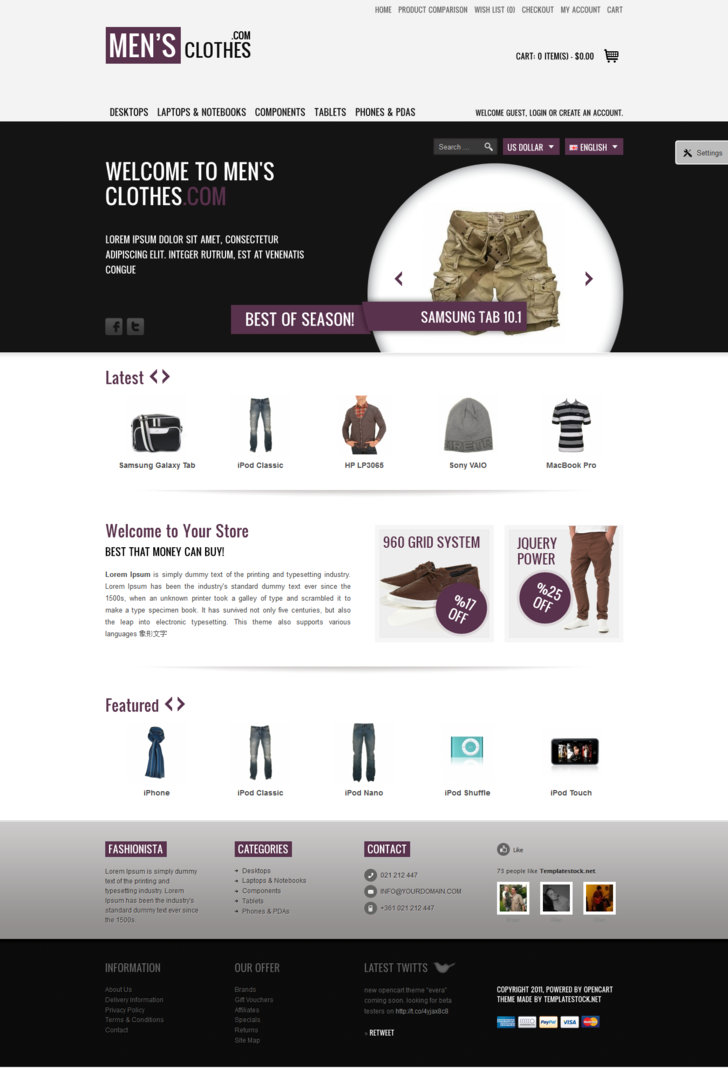 HOME PRODUCT COMPARISON WISH LIST (0) CHECKOUT MY ACCOUNT CART
MEN'S CLOTHES .COM
CART: 0 ITEM(S) - $0.00
DESKTOPS LAPTOPS & NOTEBOOKS COMPONENTS TABLETS PHONES & PDAS
WELCOME GUEST, LOGIN OR CREATE AN ACCOUNT.
Search ...
US DOLLAR
ENGLISH
Settings
WELCOME TO MEN'S
CLOTHES.COM
LOREM IPSUM DOLOR SIT AMET, CONSECTETUR
ADIPISCING ELIT. INTEGER RUTRUM, EST AT VENENATIS
CONGUE
BEST OF SEASON!
SAMSUNG TAB 10.1
Latest
Samsung Galaxy Tab
iPod Classic
HP LP3065
Sony VAIO
MacBook Pro
Welcome to Your Store
BEST THAT MONEY CAN BUY!
Lorem Ipsum is simply dummy text of the printing and typesetting industry.
Lorem Ipsum has been the industry's standard dummy text ever since the
1500s, when an unknown printer took a galley of type and scrambled it to
make a type specimen book. It has survived not only five centuries, but also
the leap into electronic typesetting. This theme also supports various
languages 象形文字
960 GRID SYSTEM
%17
OFF
JQUERY
POWER
%25
OFF
Featured
iPhone
iPod Classic
iPod Nano
iPod Shuffle
iPod Touch
FASHIONISTA
Lorem Ipsum is simply dummy
text of the printing and
typesetting industry. Lorem
Ipsum has been the industry's
standard dummy text ever since
the 1500s.
CATEGORIES
Desktops
Laptops & Notebooks
Components
Tablets
Phones & PDAs
CONTACT
021 212 447
INFO@YOURDOMAIN.COM
+361 021 212 447
Like
73 people like Templatestock.net.
INFORMATION
About Us
Delivery Information
Privacy Policy
Terms & Conditions
Contact
OUR OFFER
Brands
Gift Vouchers
Affiliates
Specials
Returns
Site Map
LATEST TWITTS
new opencart theme "evera"
coming soon. looking for beta
testers on http://t.co/4yjax8c8
- RETWEET
COPYRIGHT 2011, POWERED BY OPENCART
THEME MADE BY TEMPLATESTOCK.NET
PayPal VISA